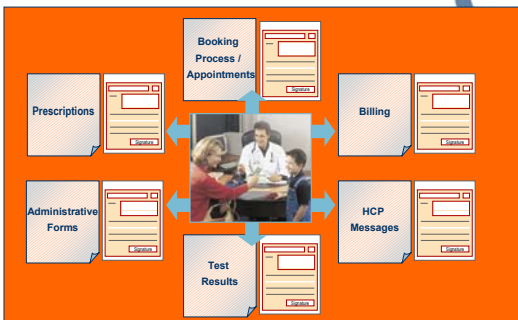 Booking
Process /
Appointments
Signature
Prescriptions
Signature
Billing
Signature
Administrative
Forms
Signature
HCP
Messages
Signature
Test
Results
Signature